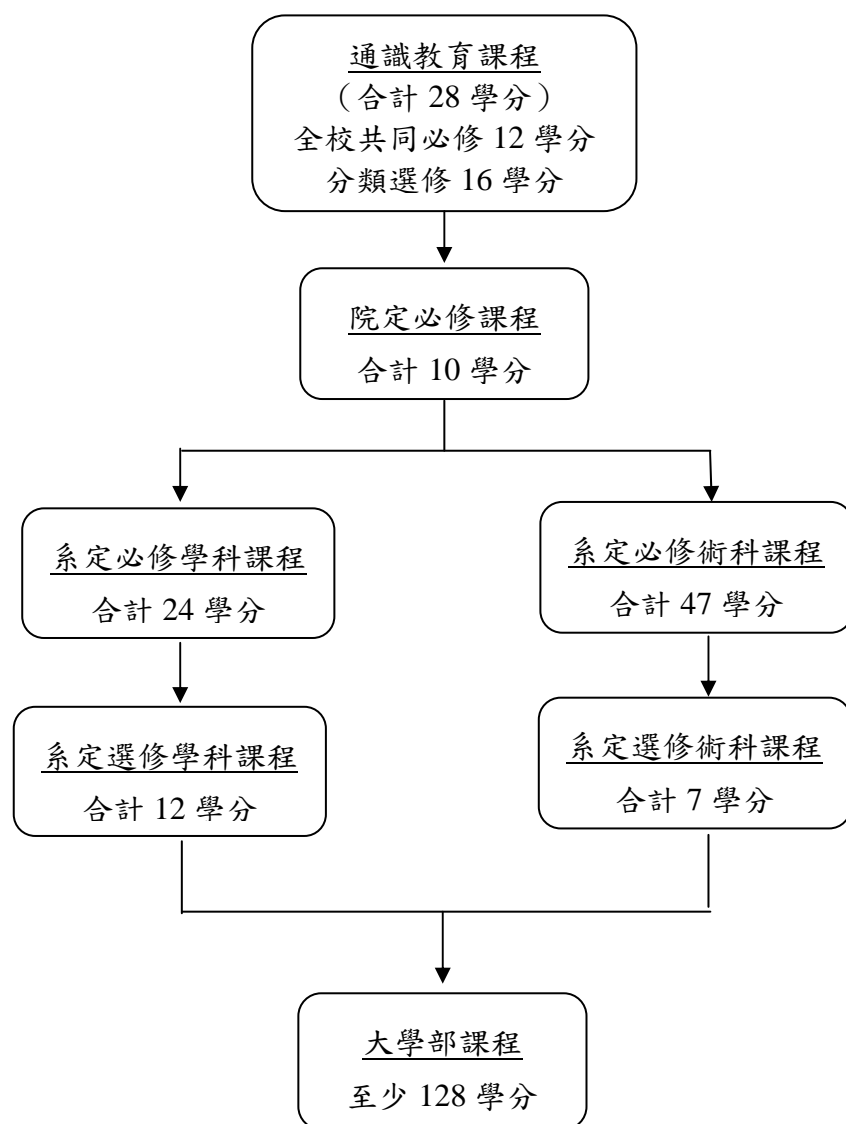 通識教育課程
（合計 28 學分）
全校共同必修 12 學分
分類選修 16 學分
院定必修課程
合計 10 學分
系定必修學科課程
合計 24 學分
系定必修術科課程
合計 47 學分
系定選修學科課程
合計 12 學分
系定選修術科課程
合計 7 學分
大學部課程
至少 128 學分